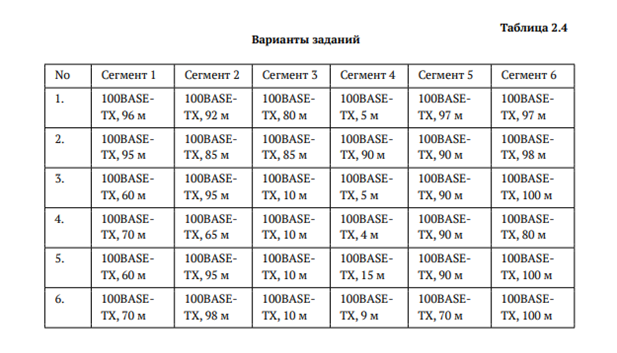 Таблица 2.4
Варианты заданий
No Сегмент 1 Сегмент 2 Сегмент 3 Сегмент 4 Сегмент 5 Сегмент 6
1. 100BASE- 100BASE- 100BASE- 100BASE- 100BASE- 100BASE-
TX, 96 м TX, 92 м TX, 80 м TX, 5 м TX, 97 м TX, 97 м
2. 100BASE- 100BASE- 100BASE- 100BASE- 100BASE- 100BASE-
TX, 95 м TX, 85 м TX, 85 м TX, 90 м TX, 90 м TX, 98 м
3. 100BASE- 100BASE- 100BASE- 100BASE- 100BASE- 100BASE-
TX, 60 м TX, 95 м TX, 10 м TX, 5 м TX, 90 м TX, 100 м
4. 100BASE- 100BASE- 100BASE- 100BASE- 100BASE- 100BASE-
TX, 70 м TX, 65 м TX, 10 м TX, 4 м TX, 90 м TX, 80 м
5. 100BASE- 100BASE- 100BASE- 100BASE- 100BASE- 100BASE-
TX, 60 м TX, 95 м TX, 10 м TX, 15 м TX, 90 м TX, 100 м
6. 100BASE- 100BASE- 100BASE- 100BASE- 100BASE- 100BASE-
TX, 70 м TX, 98 м TX, 10 м TX, 9 м TX, 70 м TX, 100 м